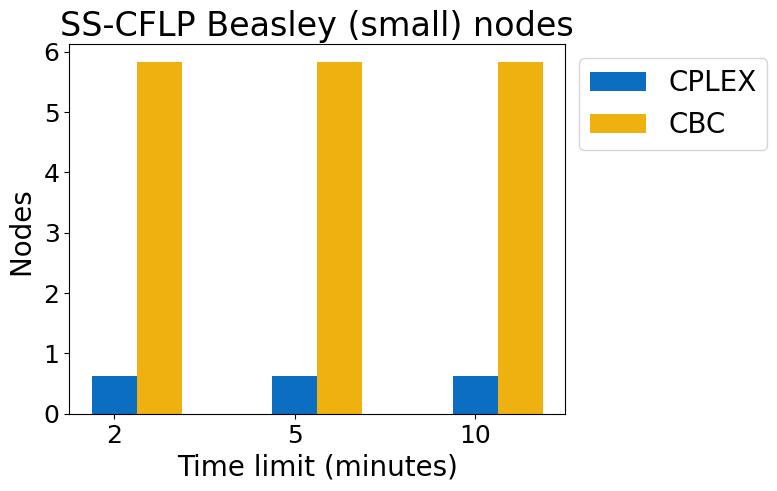 SS-CFLP Beasley (small) nodes
6
5
4
3
2
1
0
Nodes
2 5 10
Time limit (minutes)
CPLEX
CBC